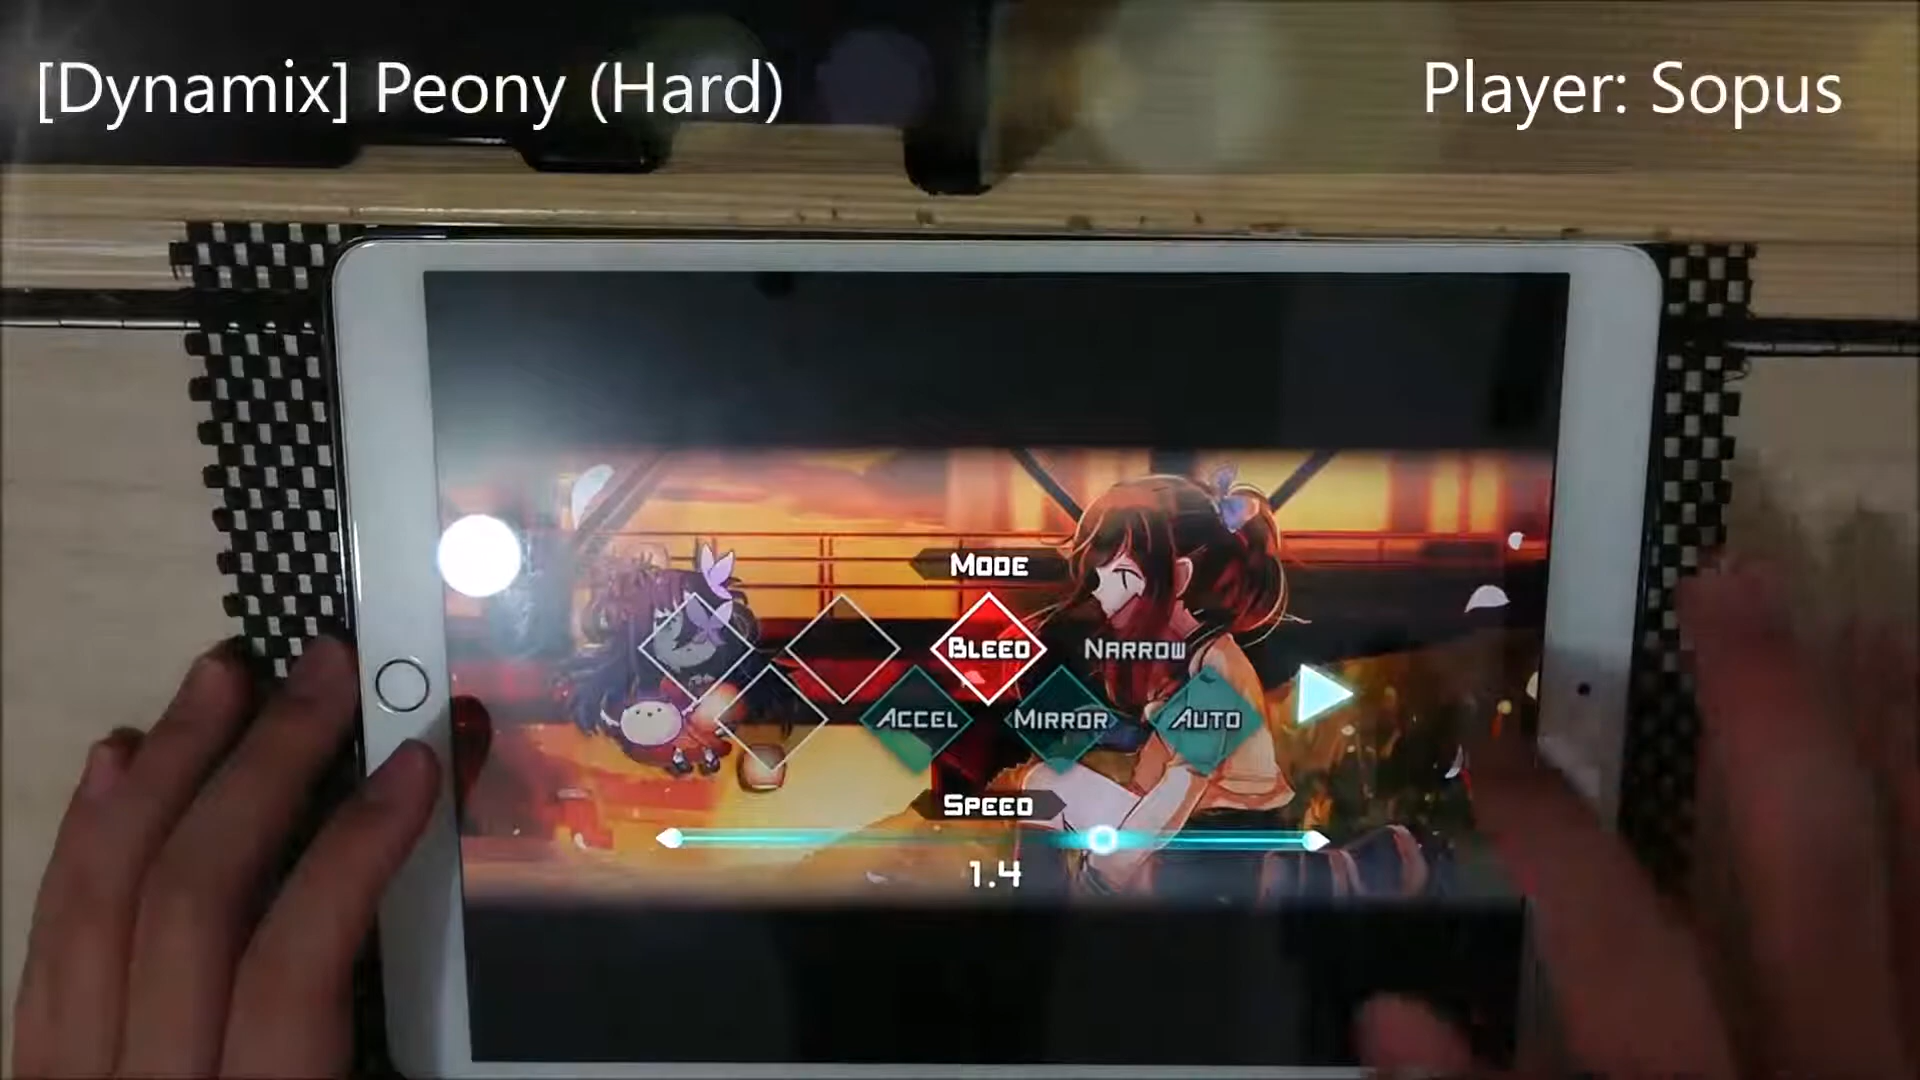 [Dynamix] Peony (Hard)
Player: Sopus
MODE
BLEED
NARROW
ACCEL
MIRROR
AUTO
SPEED
1.4